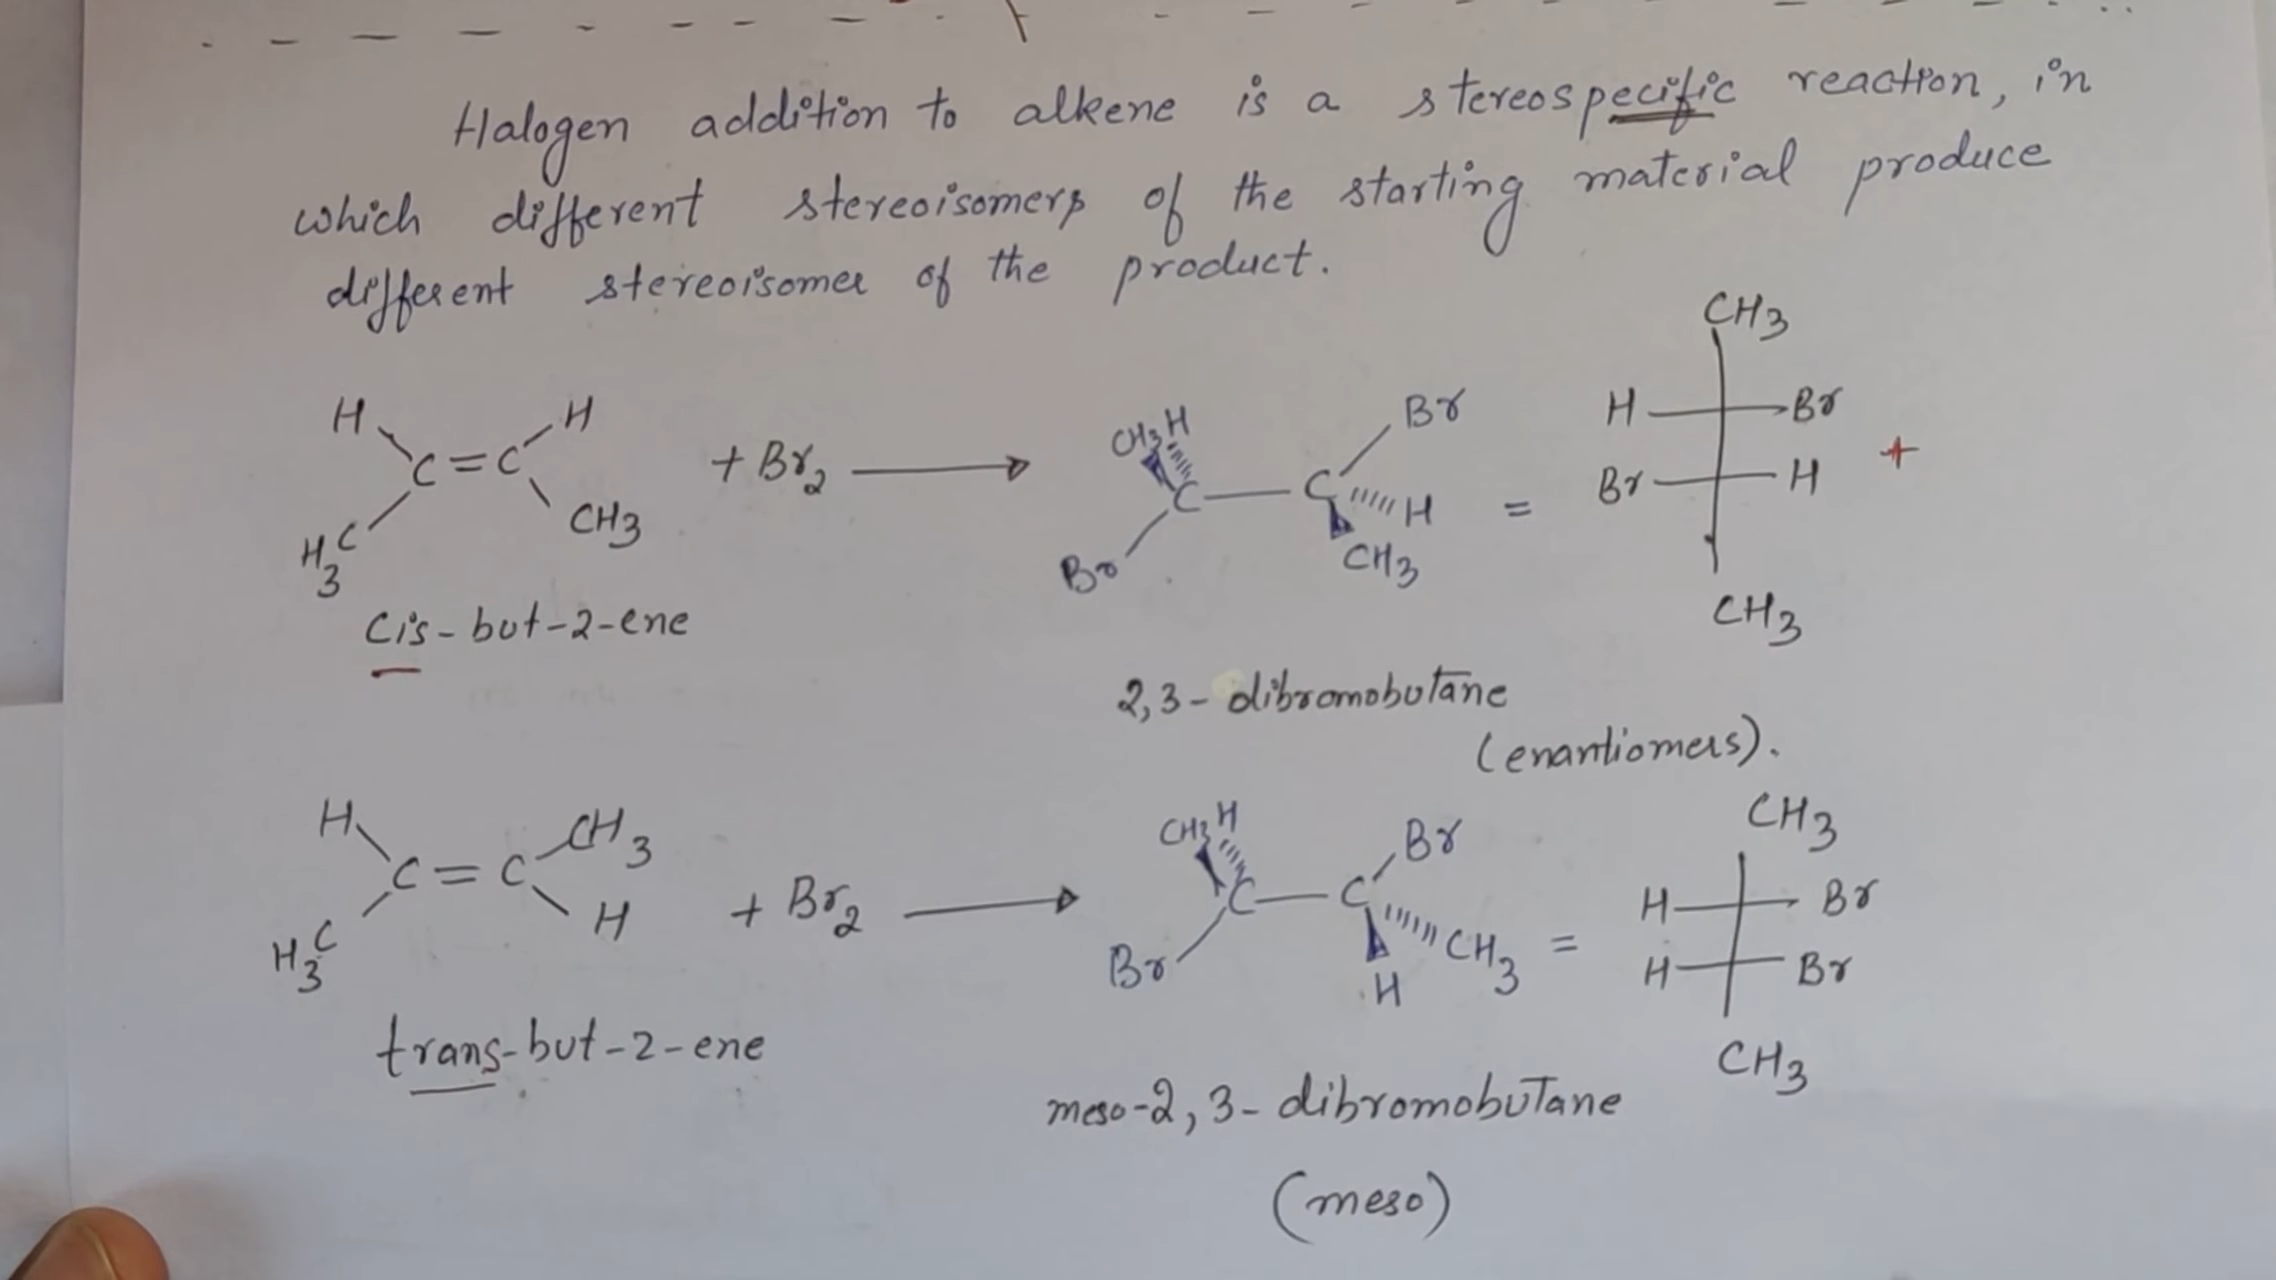 Halogen addition to alkene is a stereospecific reaction, in
which different stereoisomers of the starting material produce
different stereoisomer of the product.
H H C=C H3C CH3 + Br2 CH3 H C C Br Br H CH3 = CH3 H Br Br H CH3 +
cis-but-2-ene
2,3-dibromobutane
(enantiomers).
H CH3 C=C H3C H + Br2 CH3 H C C Br Br CH3 H = CH3 H Br H Br CH3
trans-but-2-ene
meso-2,3-dibromobutane
(meso)